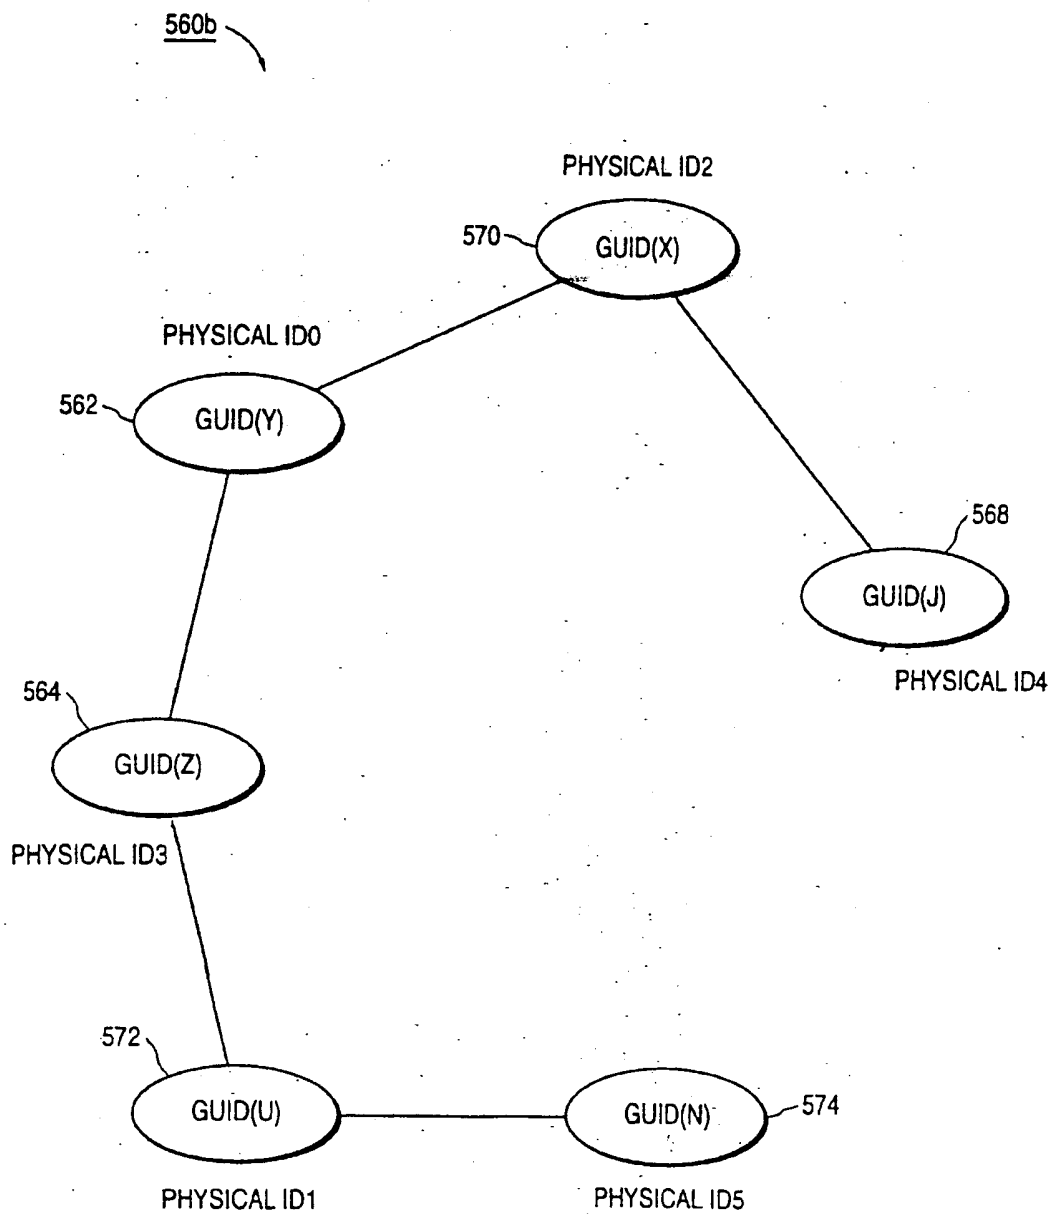 560b
PHYSICAL ID2
570
GUID(X)
PHYSICAL ID0
562
GUID(Y)
568
GUID(J)
PHYSICAL ID4
564
GUID(Z)
PHYSICAL ID3
572
GUID(U)
GUID(N)
574
PHYSICAL ID1
PHYSICAL ID5